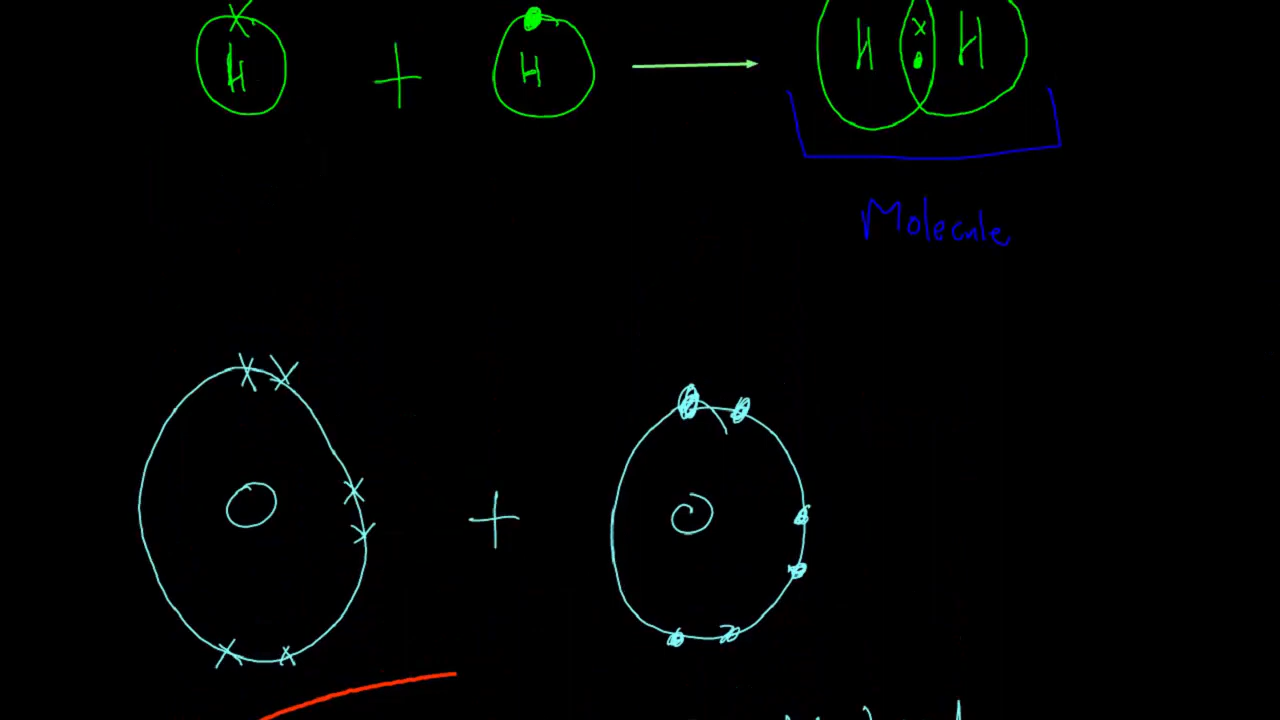 H + H → H H
Molecule
O + O